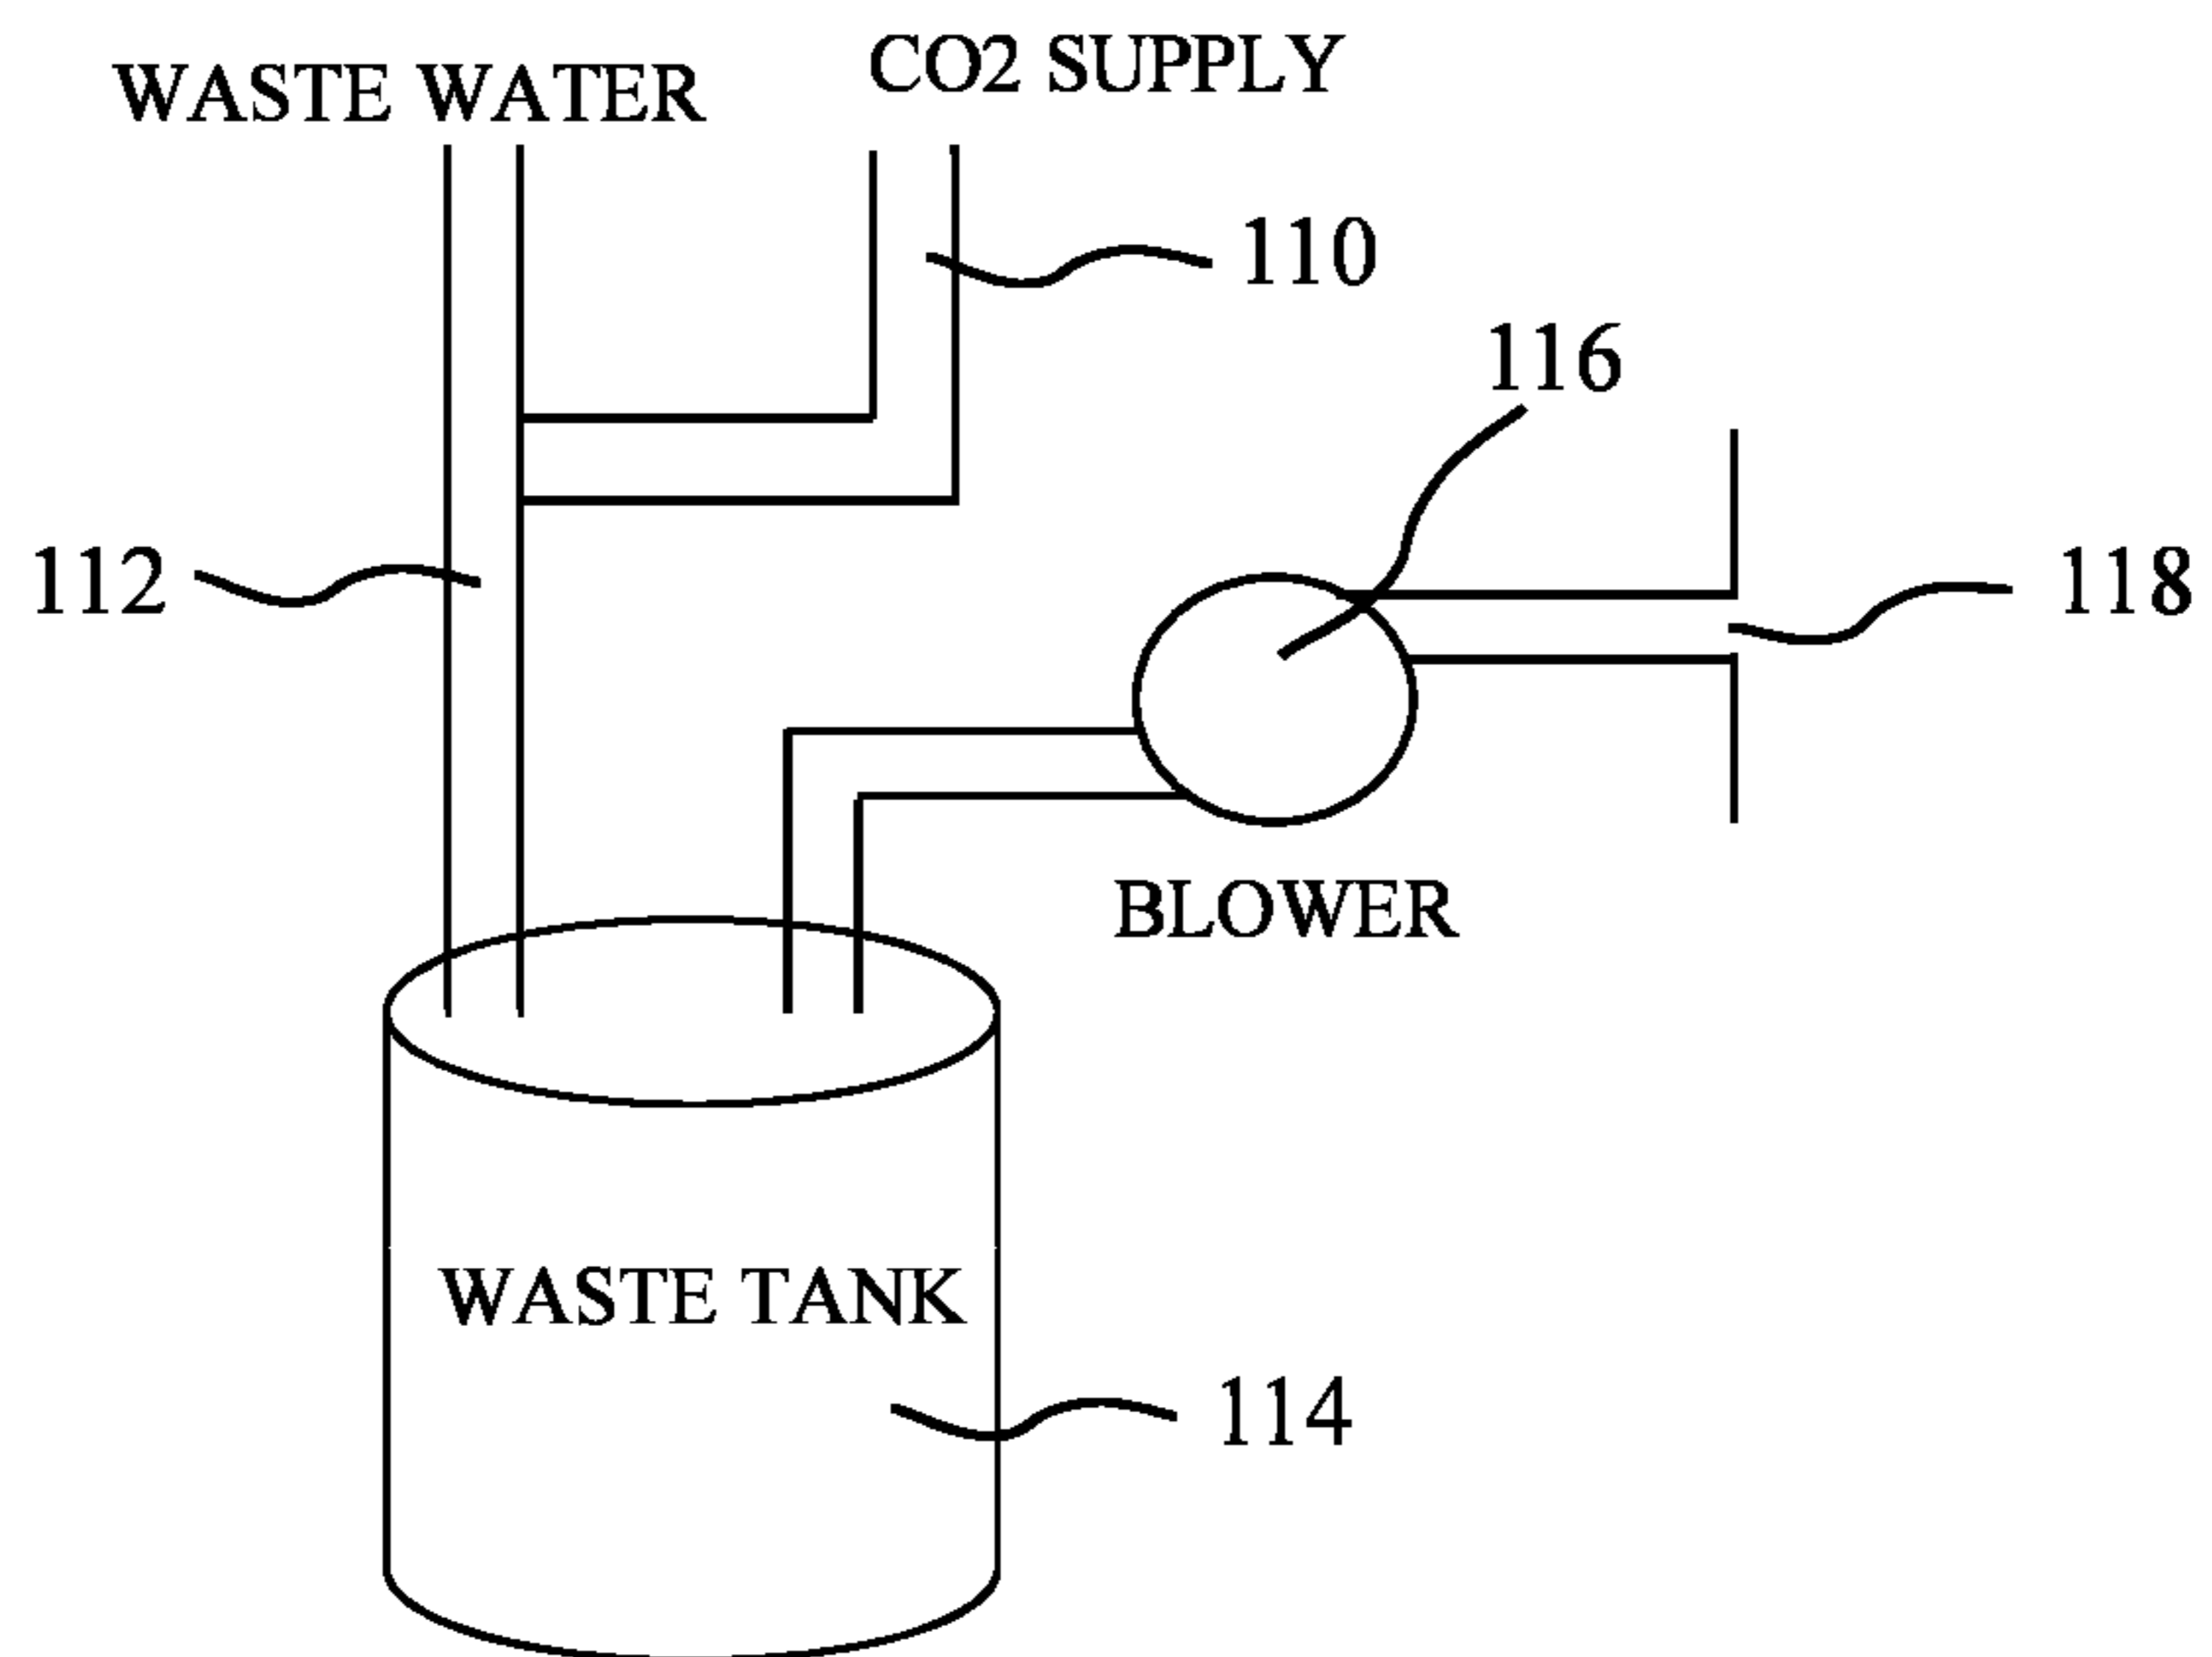 WASTE WATER
CO2 SUPPLY
110
116
112
118
BLOWER
WASTE TANK
114